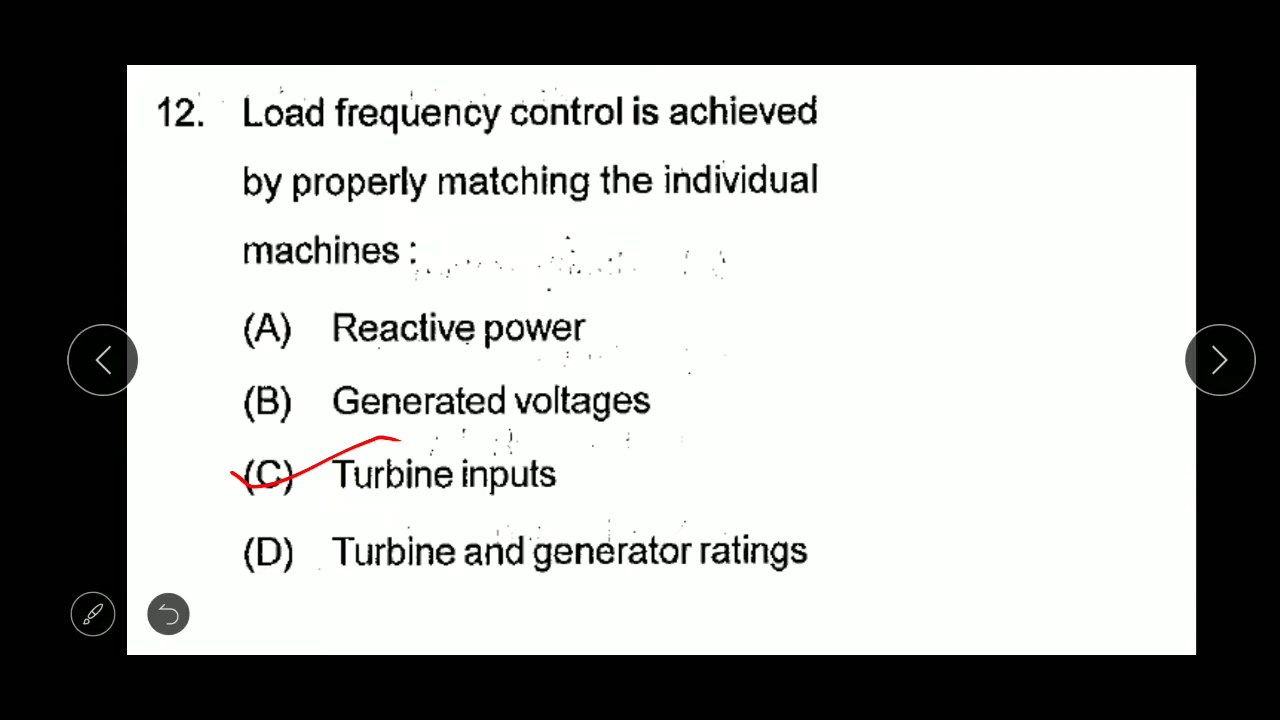 12. Load frequency control is achieved
by properly matching the individual
machines :
(A) Reactive power
(B) Generated voltages
(C) Turbine inputs
(D) Turbine and generator ratings